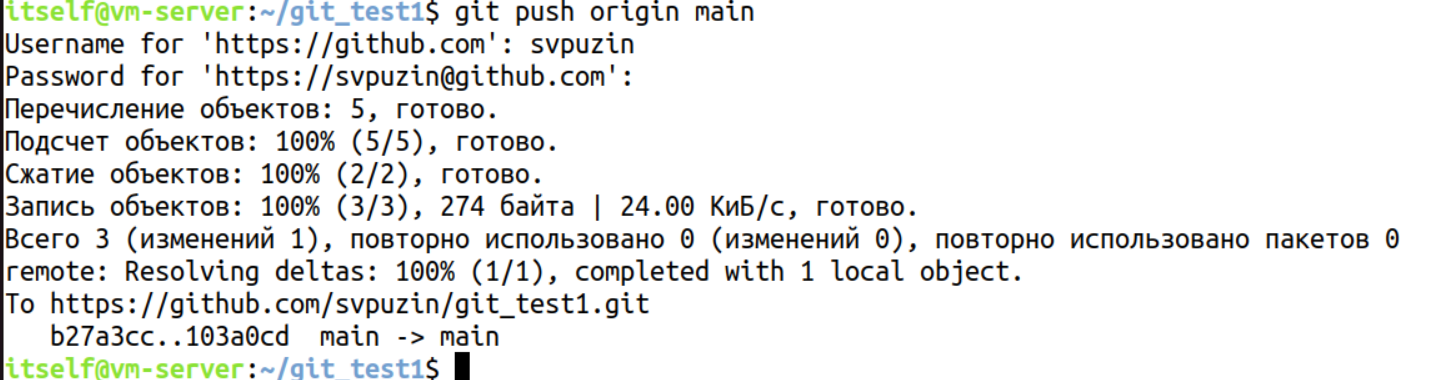 itself@vm-server:~/git_test1$ git push origin main
Username for 'https://github.com': svpuzin
Password for 'https://svpuzin@github.com':
Перечисление объектов: 5, готово.
Подсчет объектов: 100% (5/5), готово.
Сжатие объектов: 100% (2/2), готово.
Запись объектов: 100% (3/3), 274 байта | 24.00 КиБ/с, готово.
Всего 3 (изменений 1), повторно использовано 0 (изменений 0), повторно использовано пакетов 0
remote: Resolving deltas: 100% (1/1), completed with 1 local object.
To https://github.com/svpuzin/git_test1.git
   b27a3cc..103a0cd  main -> main
itself@vm-server:~/git_test1$